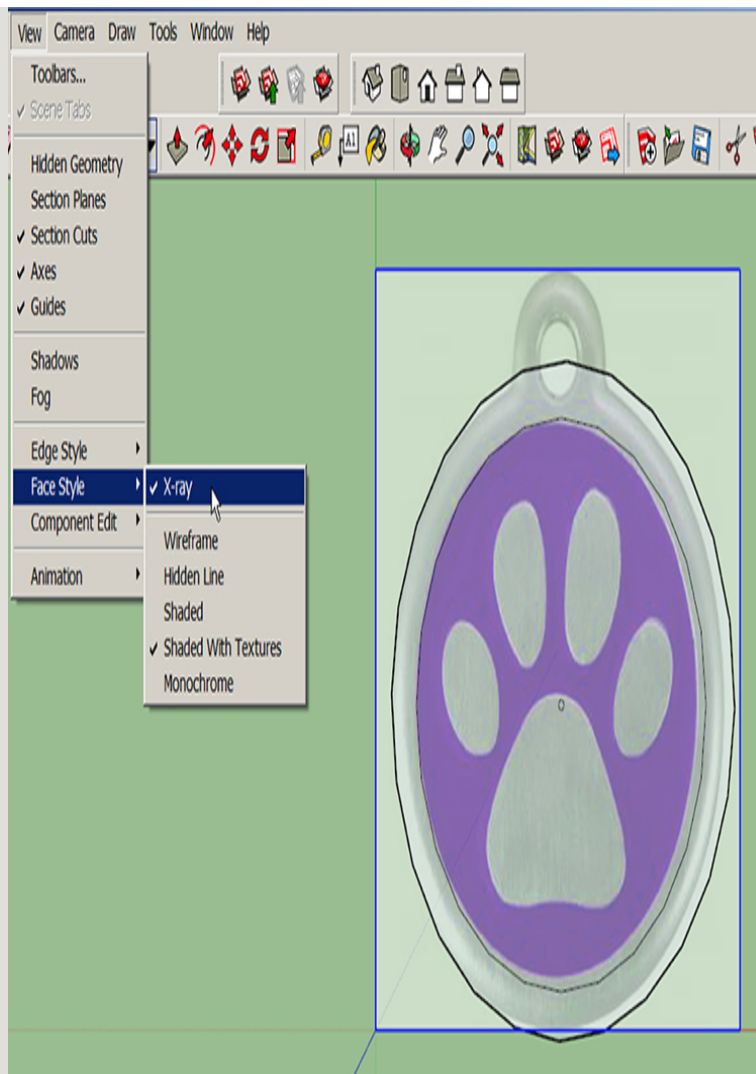 View Camera Draw Tools Window Help
Toolbars...
Scene Tabs
Hidden Geometry
Section Planes
Section Cuts
Axes
Guides
Shadows
Fog
Edge Style
Face Style
Component Edit
Animation
X-ray
Wireframe
Hidden Line
Shaded
Shaded With Textures
Monochrome
A1